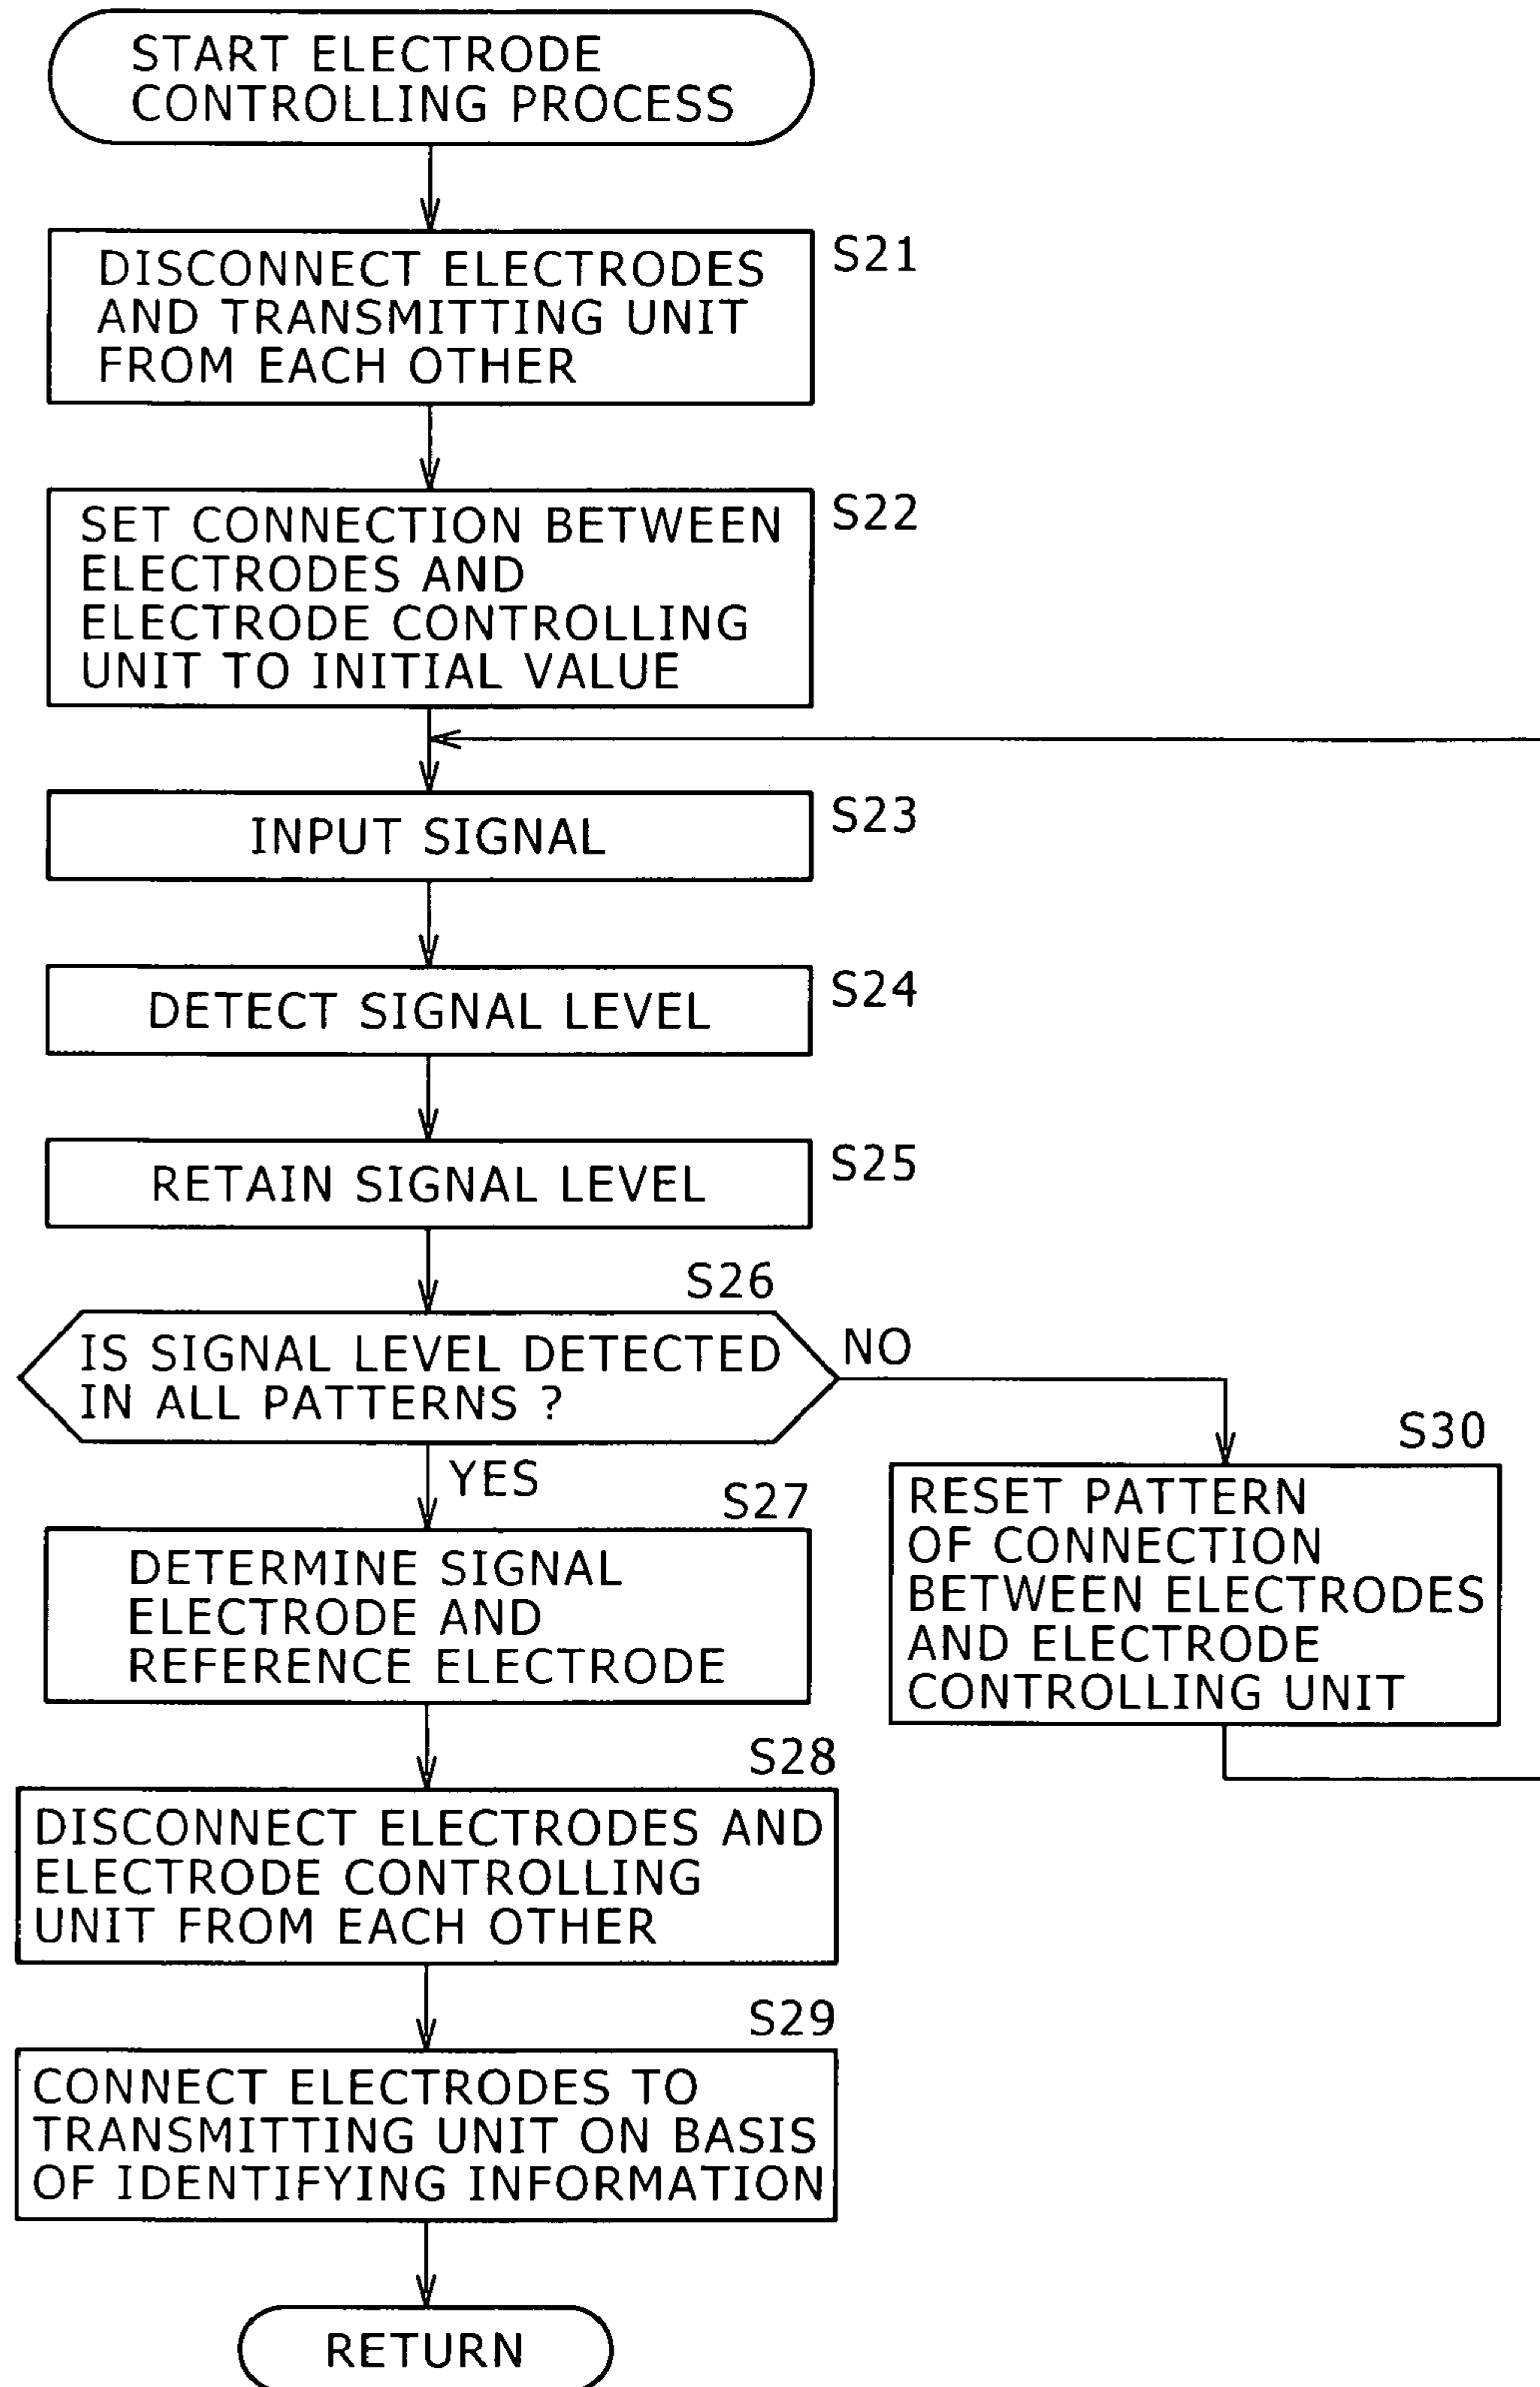 START ELECTRODE
CONTROLLING PROCESS
S21
DISCONNECT ELECTRODES
AND TRANSMITTING UNIT
FROM EACH OTHER
S22
SET CONNECTION BETWEEN
ELECTRODES AND
ELECTRODE CONTROLLING
UNIT TO INITIAL VALUE
S23
INPUT SIGNAL
S24
DETECT SIGNAL LEVEL
S25
RETAIN SIGNAL LEVEL
S26
IS SIGNAL LEVEL DETECTED
IN ALL PATTERNS ?
NO
YES
S30
RESET PATTERN
OF CONNECTION
BETWEEN ELECTRODES
AND ELECTRODE
CONTROLLING UNIT
S27
DETERMINE SIGNAL
ELECTRODE AND
REFERENCE ELECTRODE
S28
DISCONNECT ELECTRODES AND
ELECTRODE CONTROLLING
UNIT FROM EACH OTHER
S29
CONNECT ELECTRODES TO
TRANSMITTING UNIT ON BASIS
OF IDENTIFYING INFORMATION
RETURN